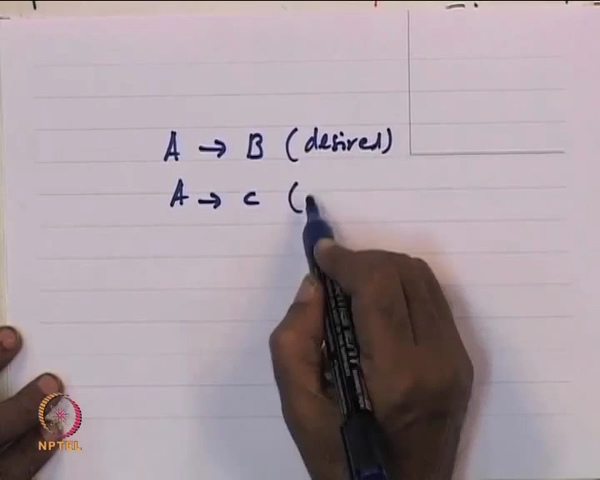 A → B (desired)
A → C (
NPTEL